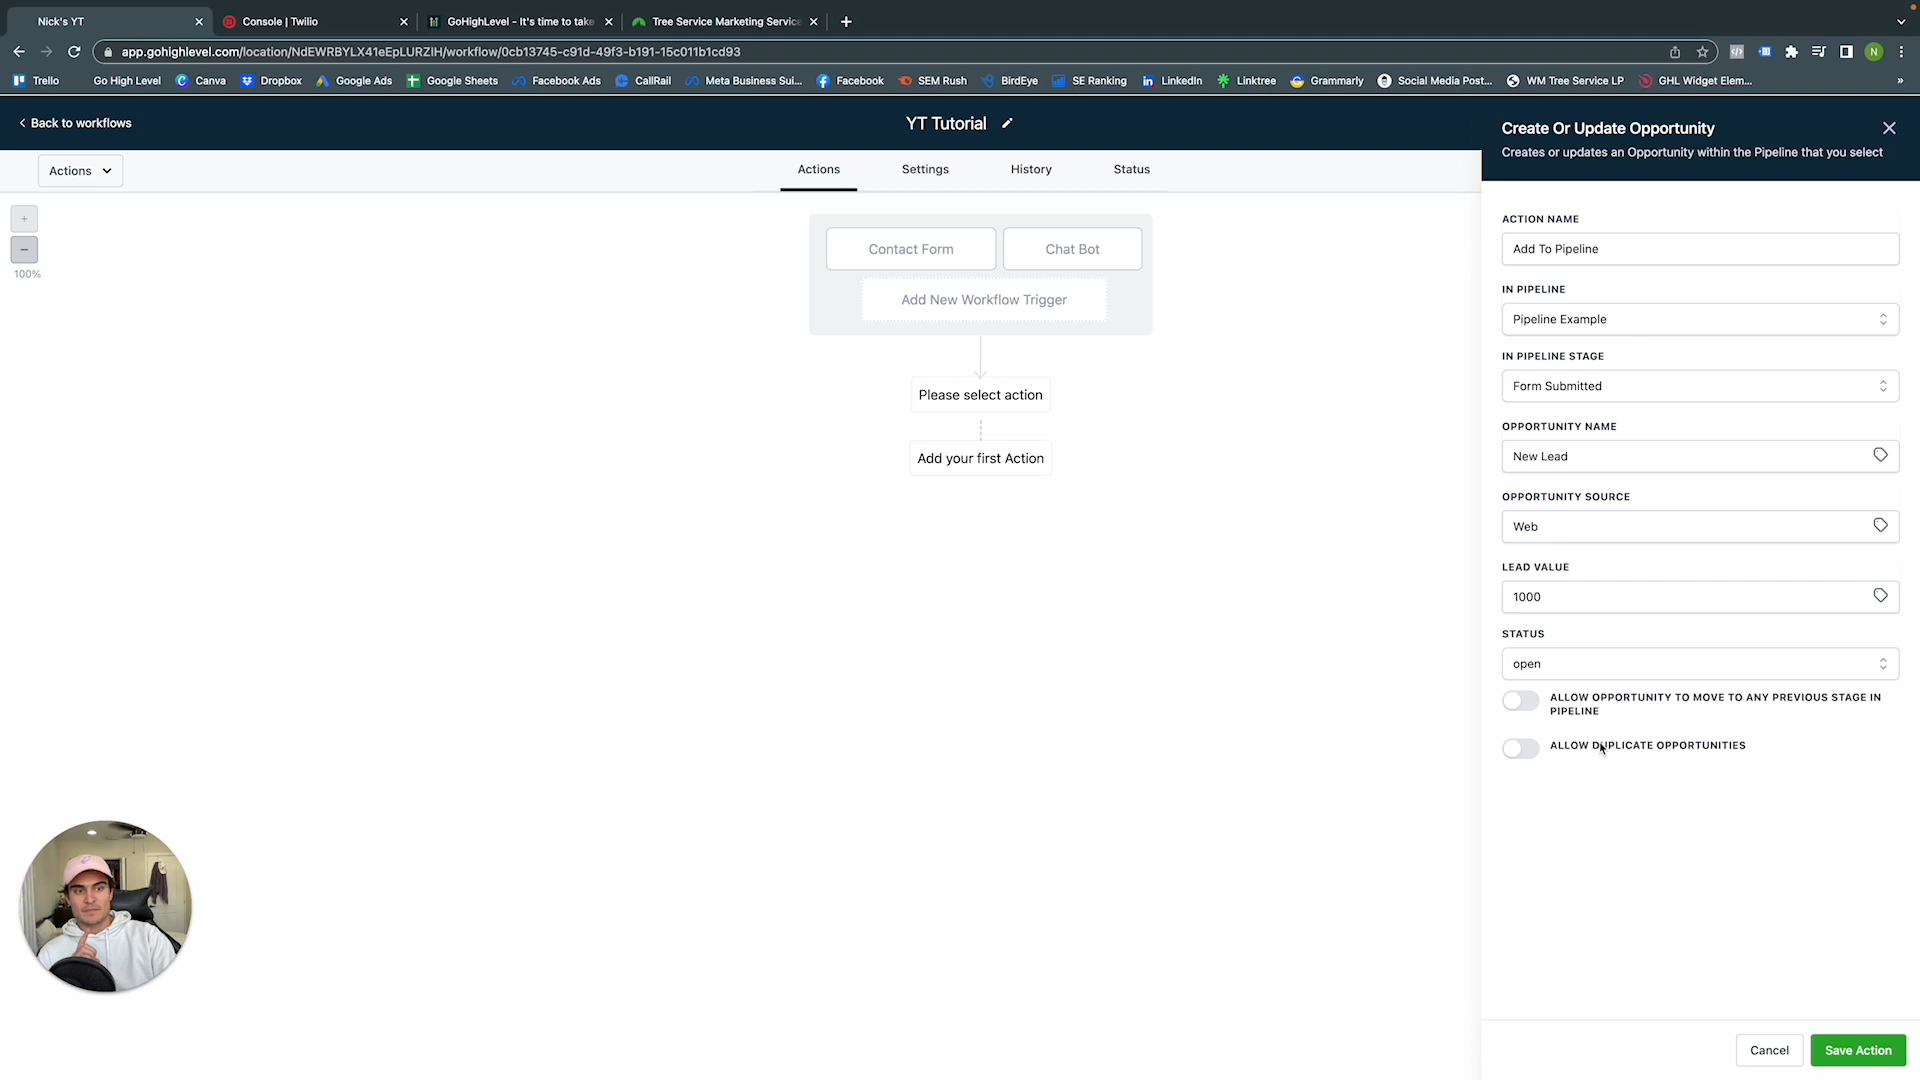 Nick's YT
Console | Twilio
GoHighLevel - It's time to take
Tree Service Marketing Service
app.gohighlevel.com/location/NdEWRBYLX41eEpLURZIH/workflow/0cb13745-c91d-49f3-b191-15c011b1cd93
N
Trello
Go High Level
Canva
Dropbox
Google Ads
Google Sheets
Facebook Ads
CallRail
Meta Business Sui...
Facebook
SEM Rush
BirdEye
SE Ranking
LinkedIn
Linktree
Grammarly
Social Media Post...
WM Tree Service LP
GHL Widget Elem...
Back to workflows
YT Tutorial
Actions
Actions
Settings
History
Status
100%
Contact Form
Chat Bot
Add New Workflow Trigger
Please select action
Add your first Action
Create Or Update Opportunity
Creates or updates an Opportunity within the Pipeline that you select
ACTION NAME
Add To Pipeline
IN PIPELINE
Pipeline Example
IN PIPELINE STAGE
Form Submitted
OPPORTUNITY NAME
New Lead
OPPORTUNITY SOURCE
Web
LEAD VALUE
1000
STATUS
open
ALLOW OPPORTUNITY TO MOVE TO ANY PREVIOUS STAGE IN
PIPELINE
ALLOW DUPLICATE OPPORTUNITIES
Cancel
Save Action